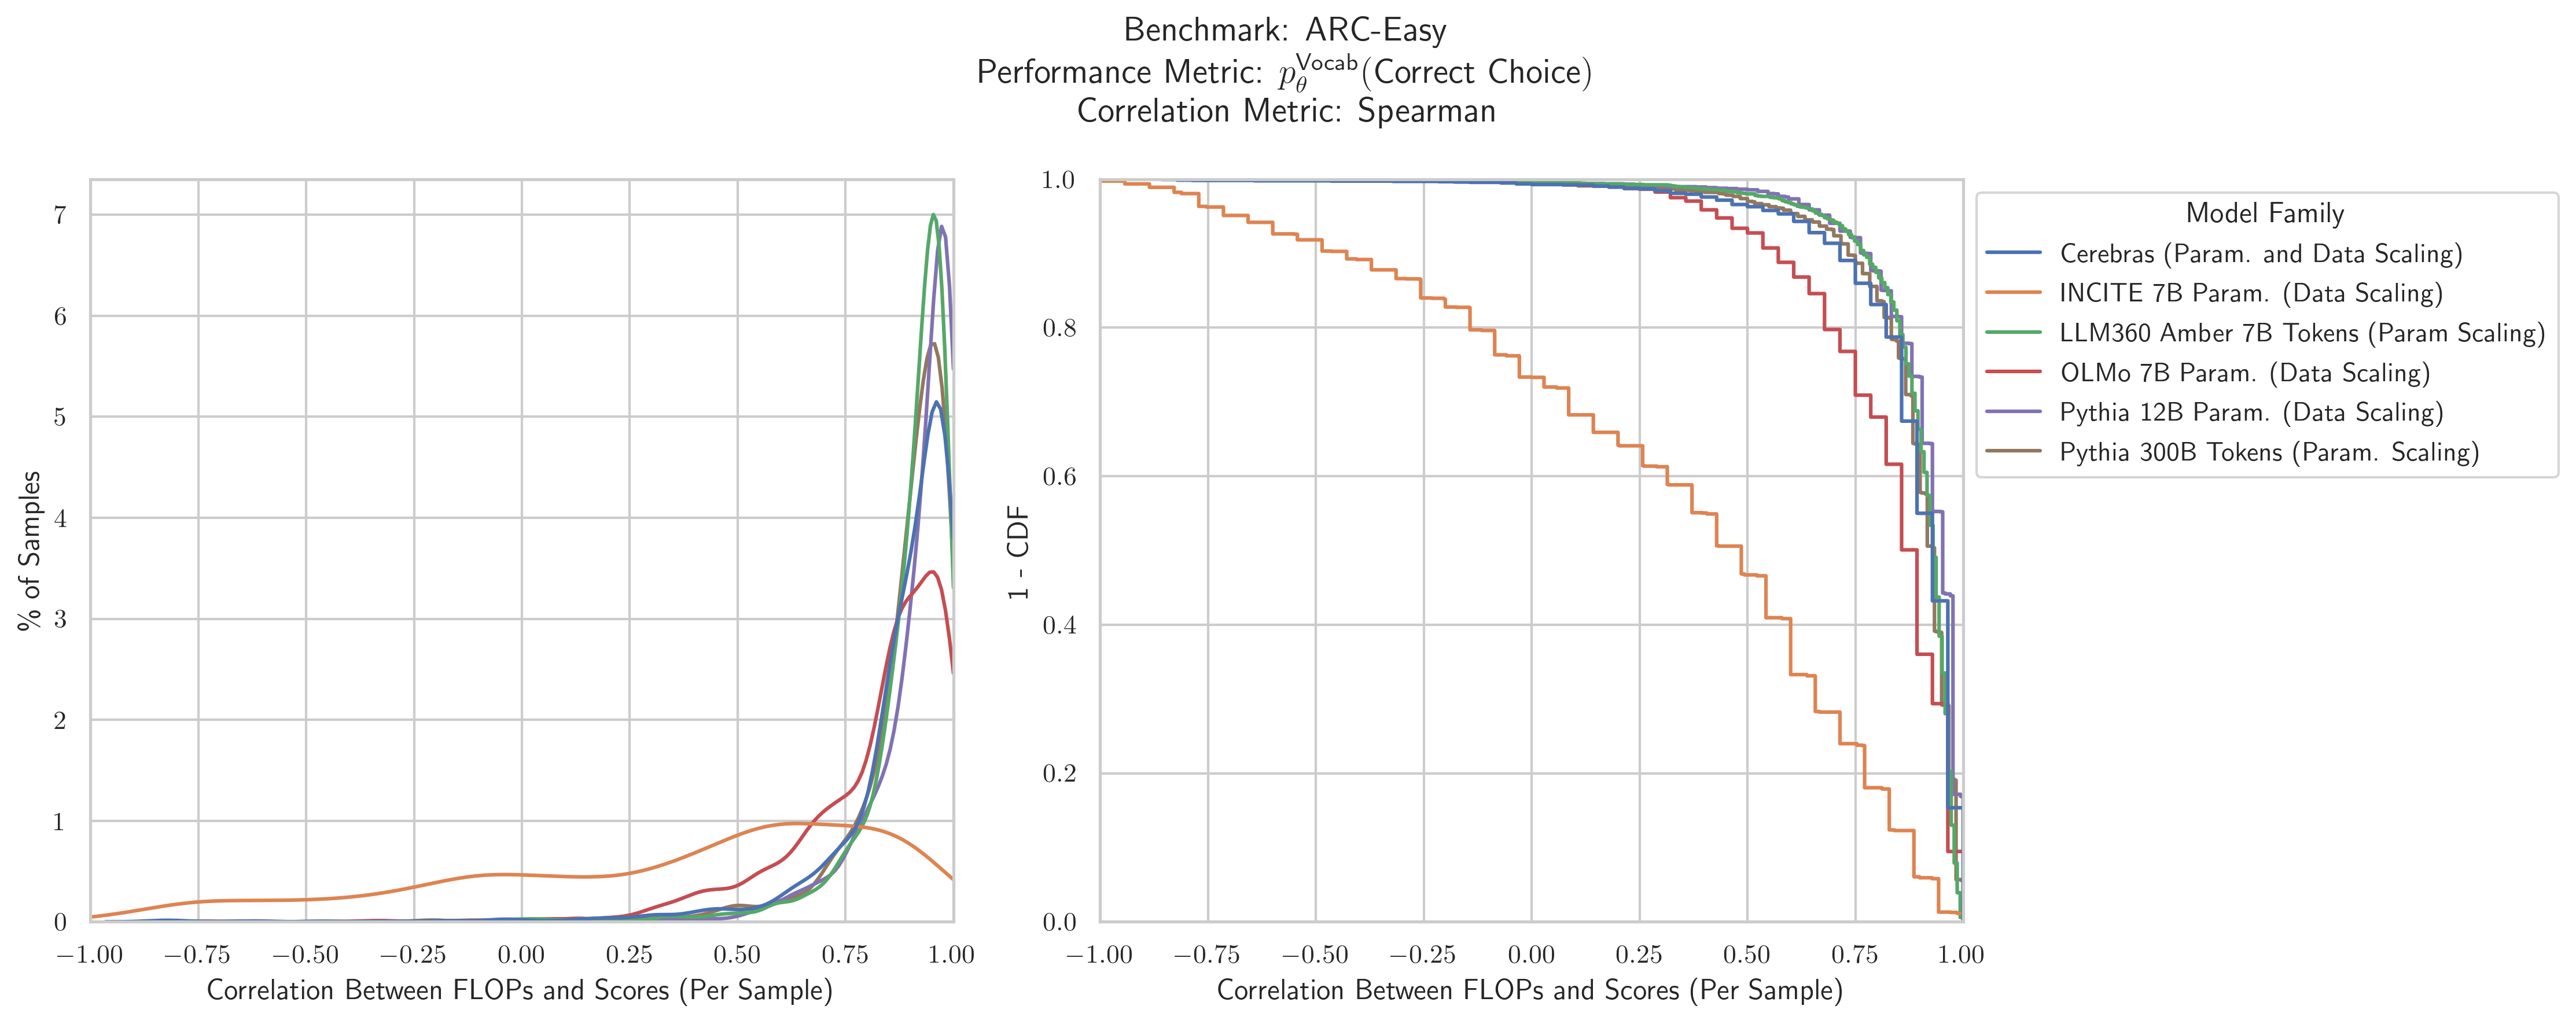 Benchmark: ARC-Easy
Performance Metric: p_θ^Vocab(Correct Choice)
Correlation Metric: Spearman
% of Samples
7
6
5
4
3
2
1
0
−1.00 −0.75 −0.50 −0.25 0.00 0.25 0.50 0.75 1.00
Correlation Between FLOPs and Scores (Per Sample)
1 - CDF
1.0
0.8
0.6
0.4
0.2
0.0
−1.00 −0.75 −0.50 −0.25 0.00 0.25 0.50 0.75 1.00
Correlation Between FLOPs and Scores (Per Sample)
Model Family
Cerebras (Param. and Data Scaling)
INCITE 7B Param. (Data Scaling)
LLM360 Amber 7B Tokens (Param Scaling)
OLMo 7B Param. (Data Scaling)
Pythia 12B Param. (Data Scaling)
Pythia 300B Tokens (Param. Scaling)